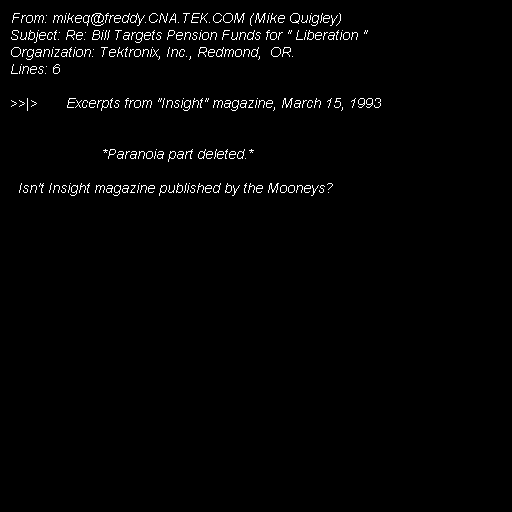 From: mikeq@freddy.CNA.TEK.COM (Mike Quigley)
Subject: Re: Bill Targets Pension Funds for " Liberation "
Organization: Tektronix, Inc., Redmond,  OR.
Lines: 6
>>|>       Excerpts from "Insight" magazine, March 15, 1993
*Paranoia part deleted.*
Isn't Insight magazine published by the Mooneys?